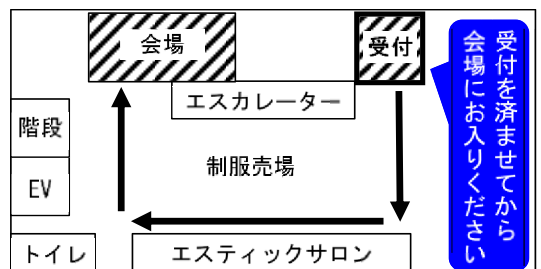 会場
受付
受付を済ませてから
会場にお入りください
エスカレーター
階段
制服売場
EV
トイレ
エスティックサロン